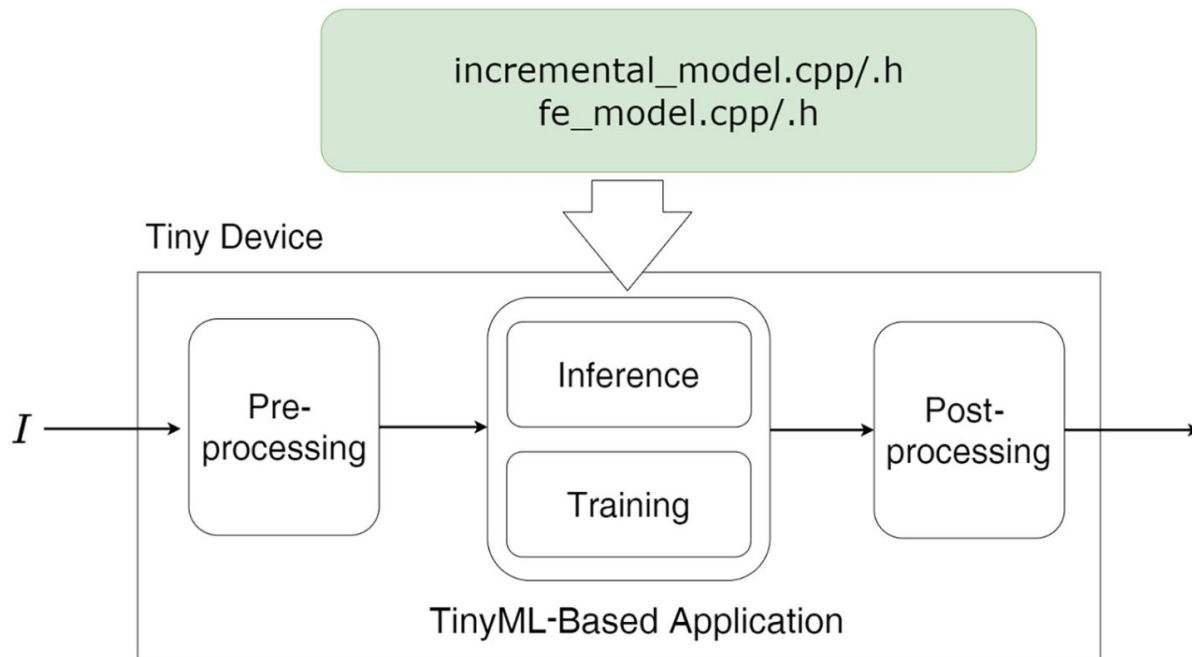 incremental_model.cpp/.h
fe_model.cpp/.h
Tiny Device
I
Pre-
processing
Inference
Training
Post-
processing
TinyML-Based Application